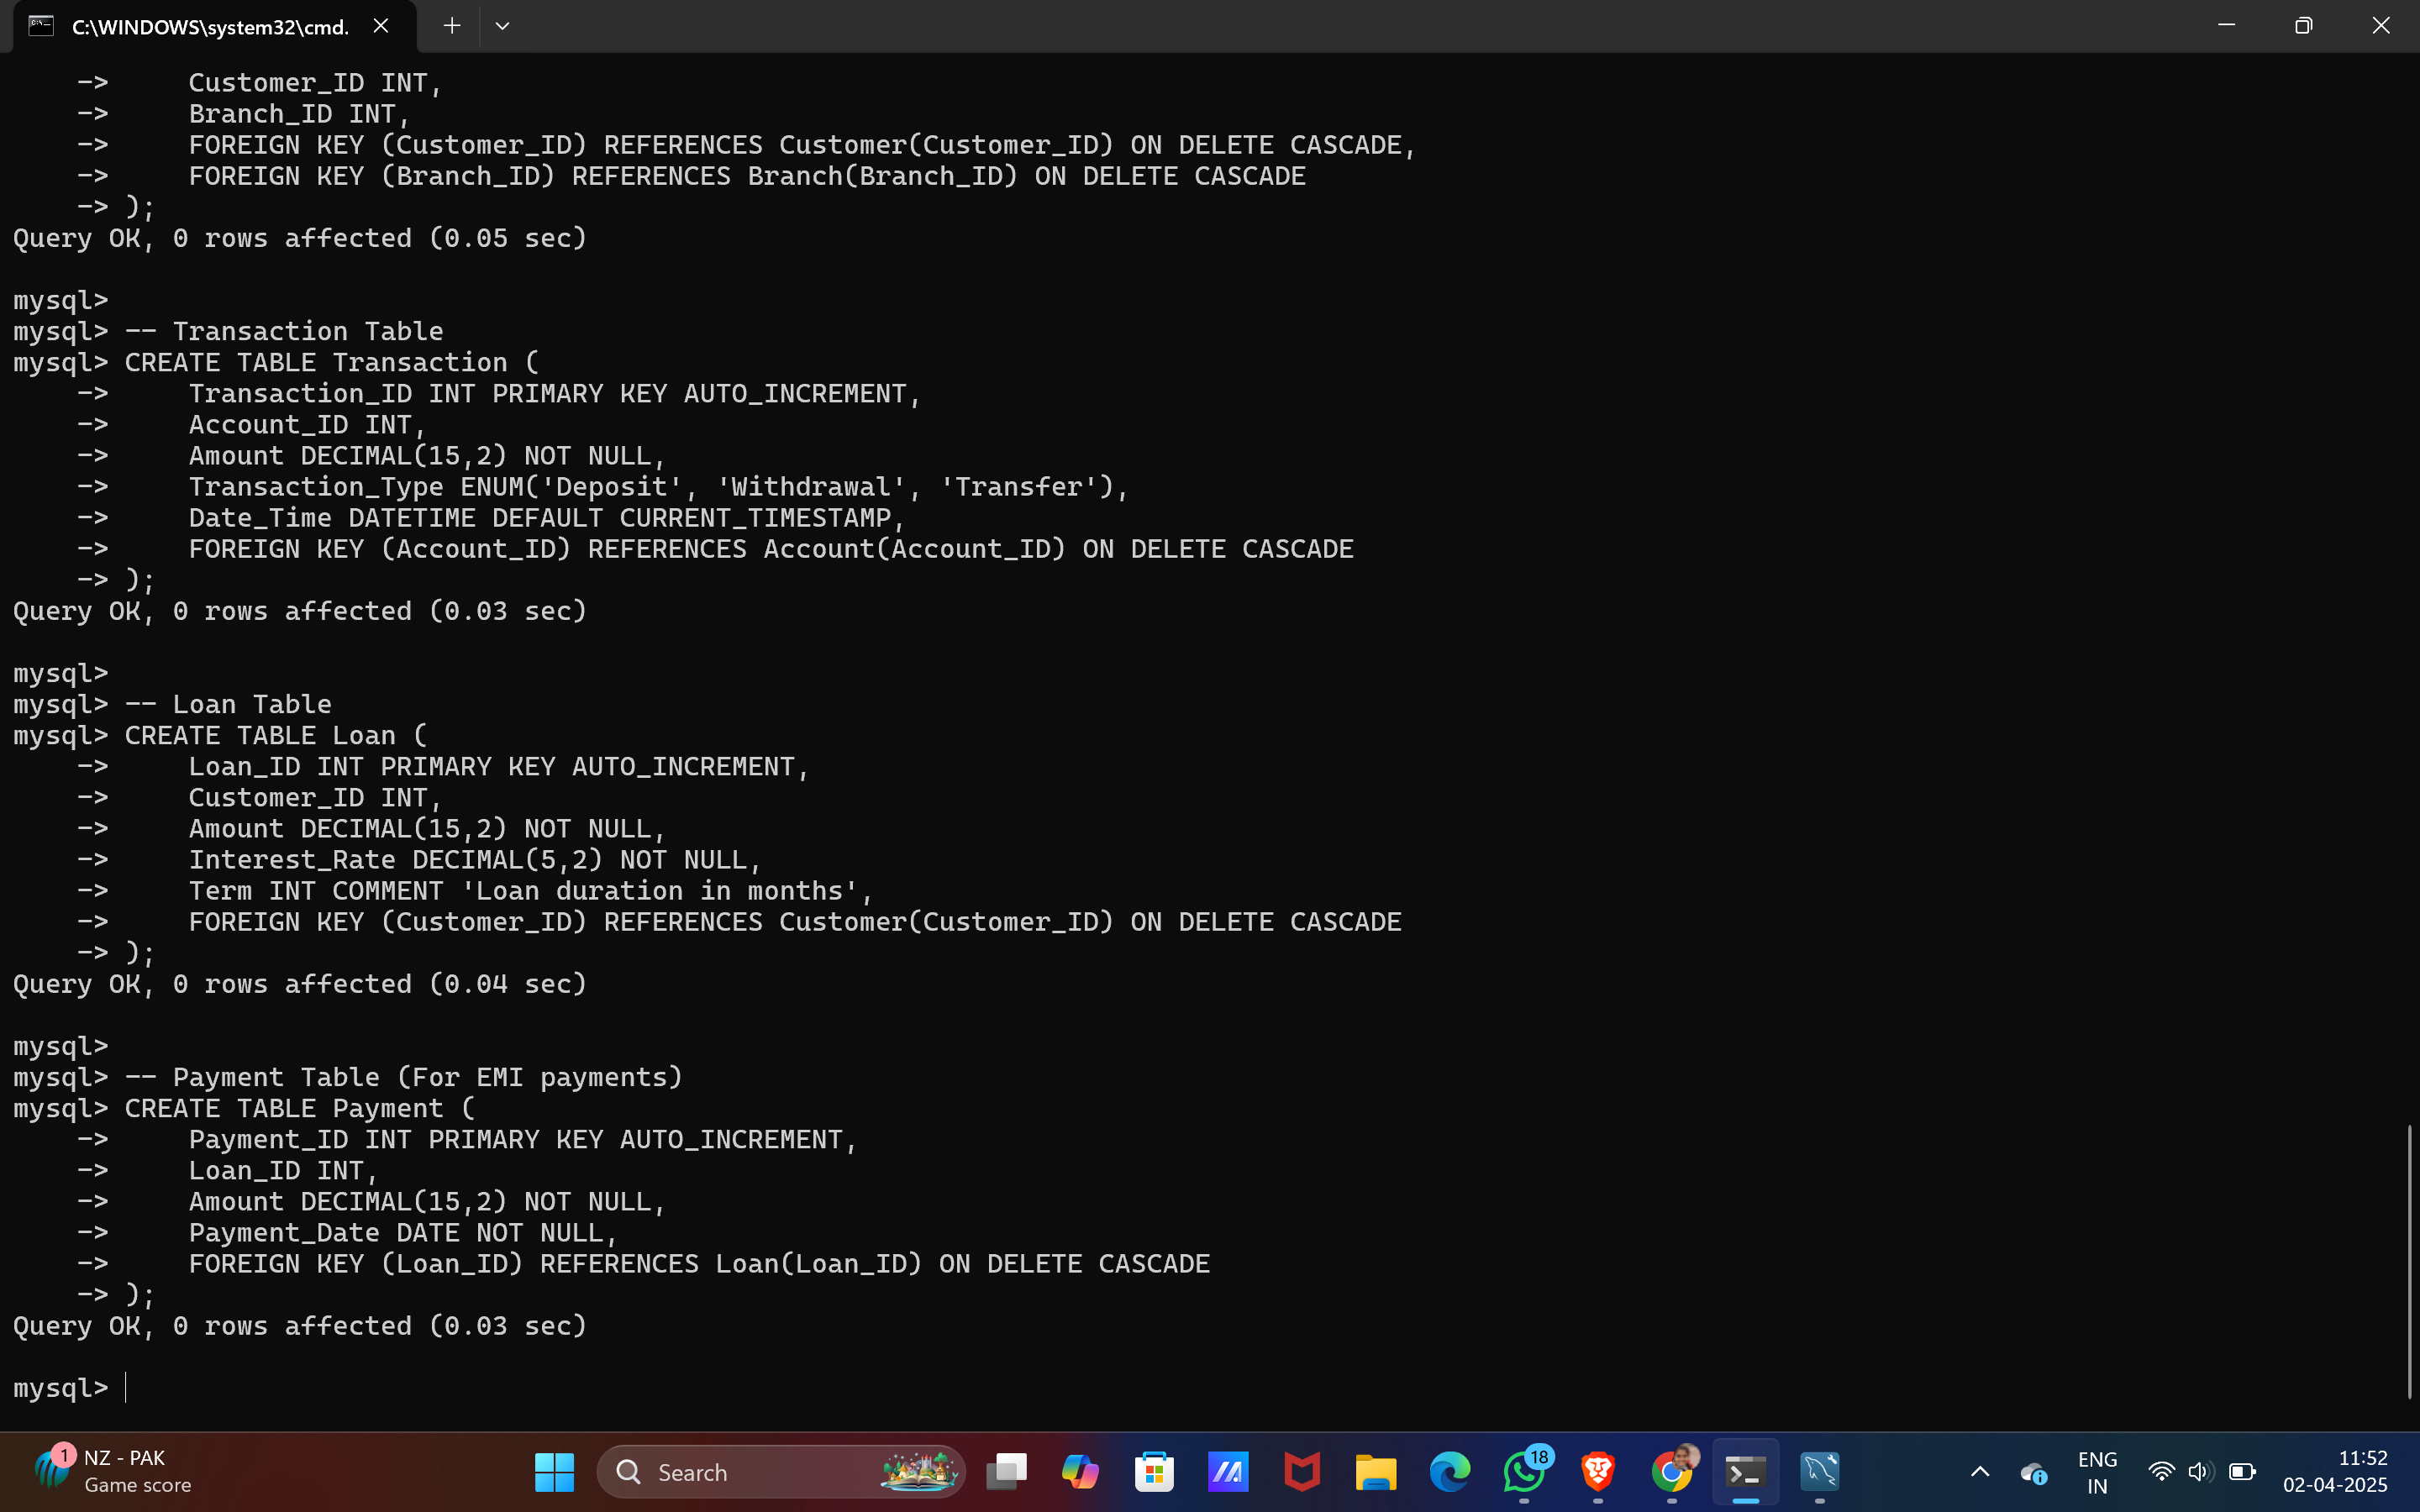 C:\WINDOWS\system32\cmd.
    ->     Customer_ID INT,
    ->     Branch_ID INT,
    ->     FOREIGN KEY (Customer_ID) REFERENCES Customer(Customer_ID) ON DELETE CASCADE,
    ->     FOREIGN KEY (Branch_ID) REFERENCES Branch(Branch_ID) ON DELETE CASCADE
    -> );
Query OK, 0 rows affected (0.05 sec)
mysql>
mysql> -- Transaction Table
mysql> CREATE TABLE Transaction (
    ->     Transaction_ID INT PRIMARY KEY AUTO_INCREMENT,
    ->     Account_ID INT,
    ->     Amount DECIMAL(15,2) NOT NULL,
    ->     Transaction_Type ENUM('Deposit', 'Withdrawal', 'Transfer'),
    ->     Date_Time DATETIME DEFAULT CURRENT_TIMESTAMP,
    ->     FOREIGN KEY (Account_ID) REFERENCES Account(Account_ID) ON DELETE CASCADE
    -> );
Query OK, 0 rows affected (0.03 sec)
mysql>
mysql> -- Loan Table
mysql> CREATE TABLE Loan (
    ->     Loan_ID INT PRIMARY KEY AUTO_INCREMENT,
    ->     Customer_ID INT,
    ->     Amount DECIMAL(15,2) NOT NULL,
    ->     Interest_Rate DECIMAL(5,2) NOT NULL,
    ->     Term INT COMMENT 'Loan duration in months',
    ->     FOREIGN KEY (Customer_ID) REFERENCES Customer(Customer_ID) ON DELETE CASCADE
    -> );
Query OK, 0 rows affected (0.04 sec)
mysql>
mysql> -- Payment Table (For EMI payments)
mysql> CREATE TABLE Payment (
    ->     Payment_ID INT PRIMARY KEY AUTO_INCREMENT,
    ->     Loan_ID INT,
    ->     Amount DECIMAL(15,2) NOT NULL,
    ->     Payment_Date DATE NOT NULL,
    ->     FOREIGN KEY (Loan_ID) REFERENCES Loan(Loan_ID) ON DELETE CASCADE
    -> );
Query OK, 0 rows affected (0.03 sec)
mysql>
1
NZ - PAK
Game score
Search
18
ENG
IN
11:52
02-04-2025